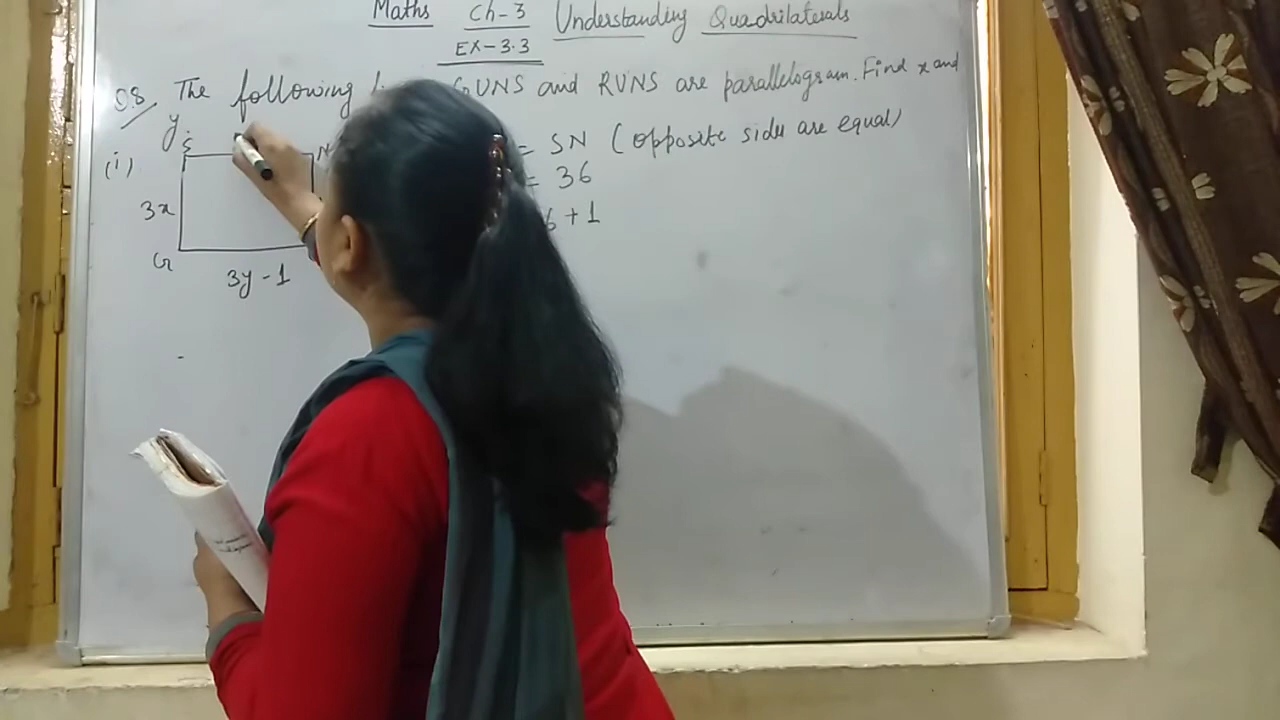 Maths Ch-3 Understanding Quadrilaterals
EX-3.3
Q8/ The following GUNS and RUNS are parallelogram. Find x and
y.
(i) S N = SN (opposite side are equal)
= 36
3x 6 + 1
G
3y - 1